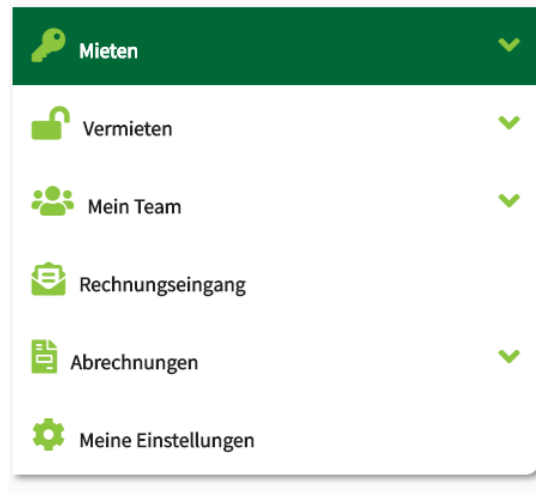 Mieten
Vermieten
Mein Team
Rechnungseingang
Abrechnungen
Meine Einstellungen